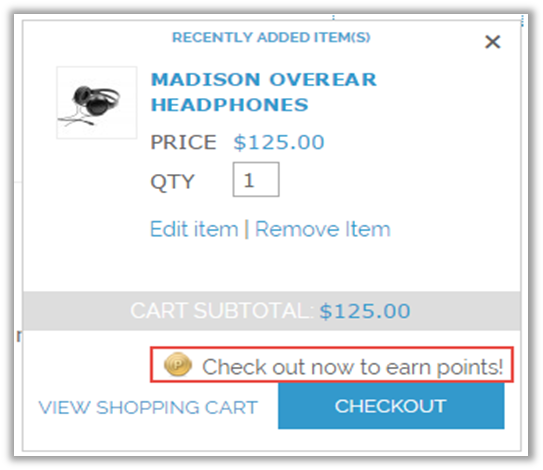 RECENTLY ADDED ITEM(S)
MADISON OVEREAR
HEADPHONES
PRICE $125.00
QTY 1
Edit item | Remove Item
CART SUBTOTAL: $125.00
Check out now to earn points!
VIEW SHOPPING CART CHECKOUT